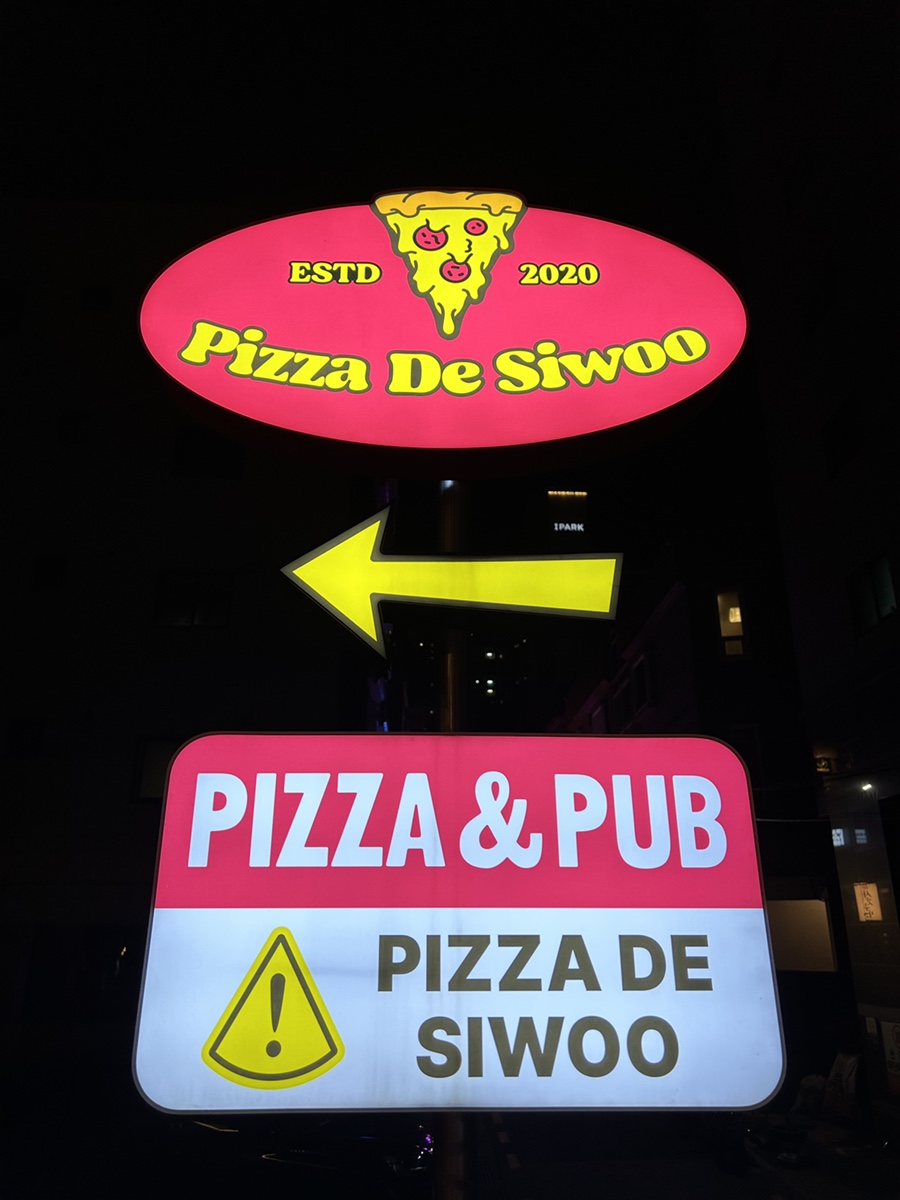 ESTD 2020
Pizza De Siwoo
IPARK
PIZZA & PUB
PIZZA DE
SIWOO